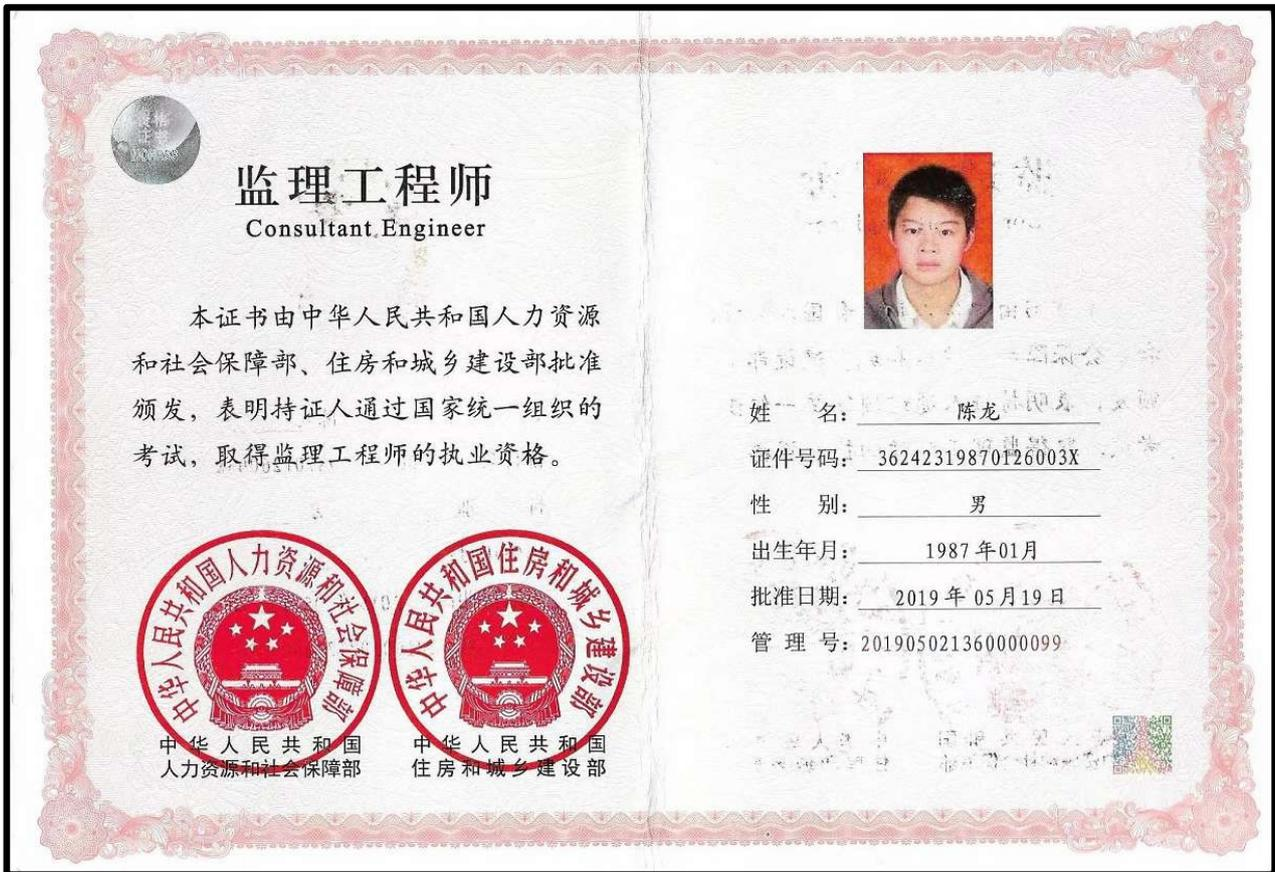 监理工程师
Consultant Engineer
本证书由中华人民共和国人力资源
和社会保障部、住房和城乡建设部批准
颁发，表明持证人通过国家统一组织的
考试，取得监理工程师的执业资格。
中华人民共和国人力资源和社会保障部
中华人民共和国住房和城乡建设部
中华人民共和国
人力资源和社会保障部
中华人民共和国
住房和城乡建设部
姓 名：陈龙
证件号码：36242319870126003X
性 别：男
出生年月：1987年01月
批准日期：2019年05月19日
管 理 号：201905021360000099